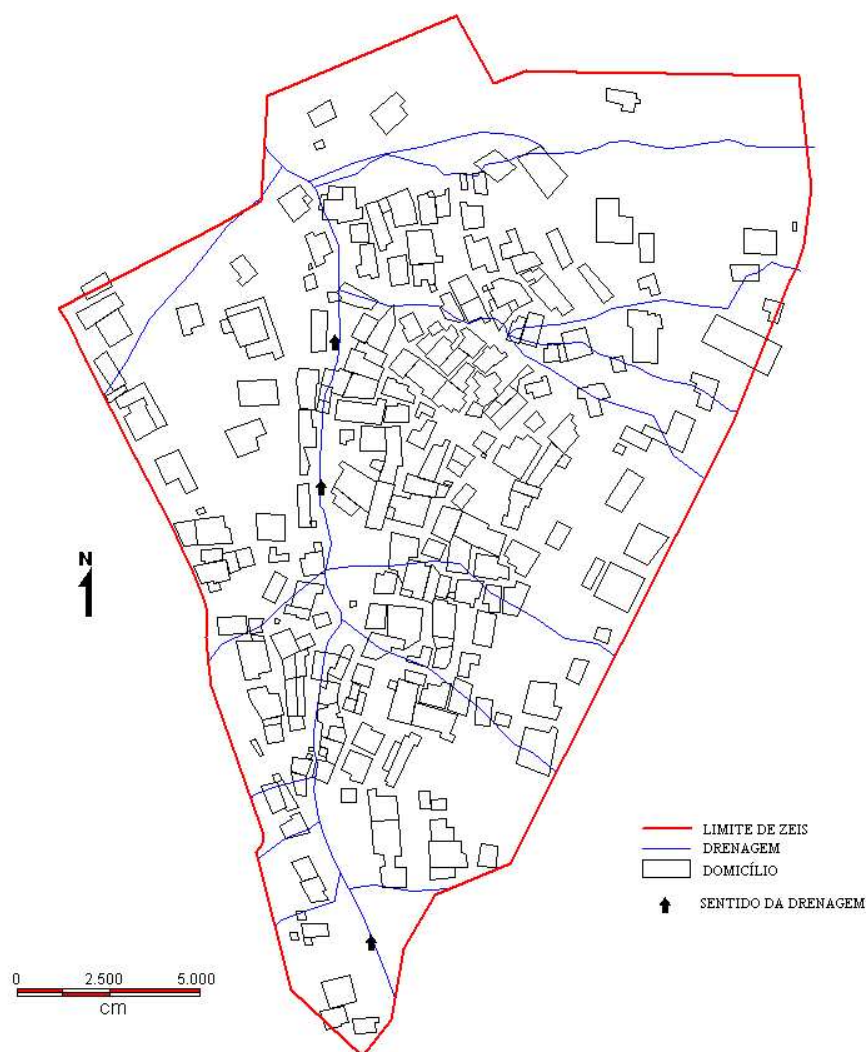 N
LIMITE DE ZEIS
DRENAGEM
DOMICÍLIO
SENTIDO DA DRENAGEM
0 2.500 5.000
cm